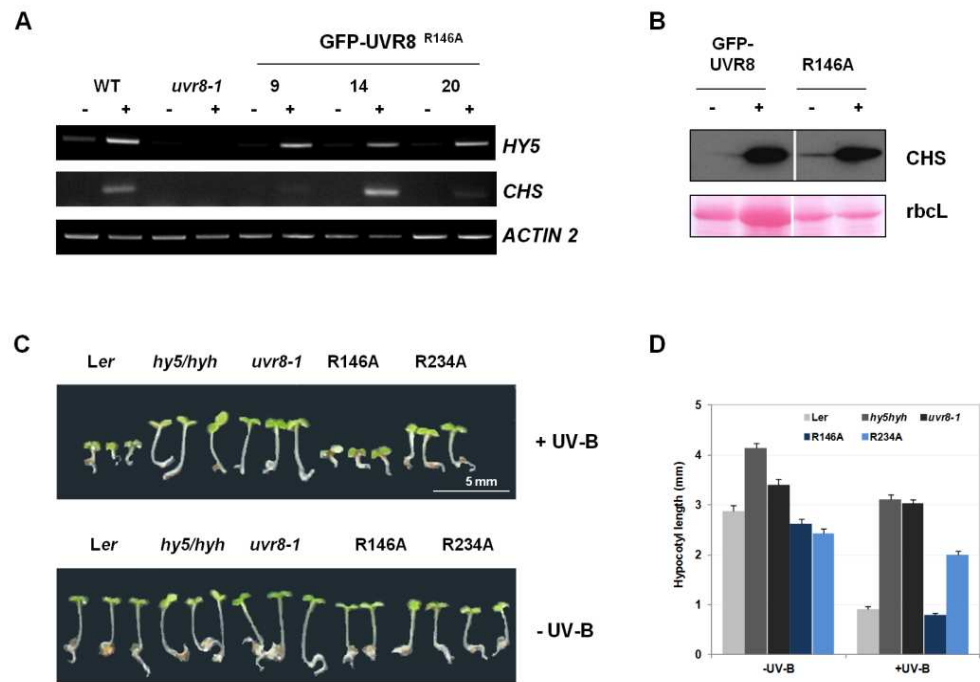 A
GFP-UVR8 R146A
WT uvr8-1 9 14 20
- + - + - + - + - +
HY5
CHS
ACTIN 2
B
GFP-
UVR8 R146A
- + - +
CHS
rbcL
C
Ler hy5/hyh uvr8-1 R146A R234A
+ UV-B
5 mm
Ler hy5/hyh uvr8-1 R146A R234A
- UV-B
D
Ler hy5hyh uvr8-1
R146A R234A
Hypocotyl length (mm)
5
4
3
2
1
0
-UV-B +UV-B